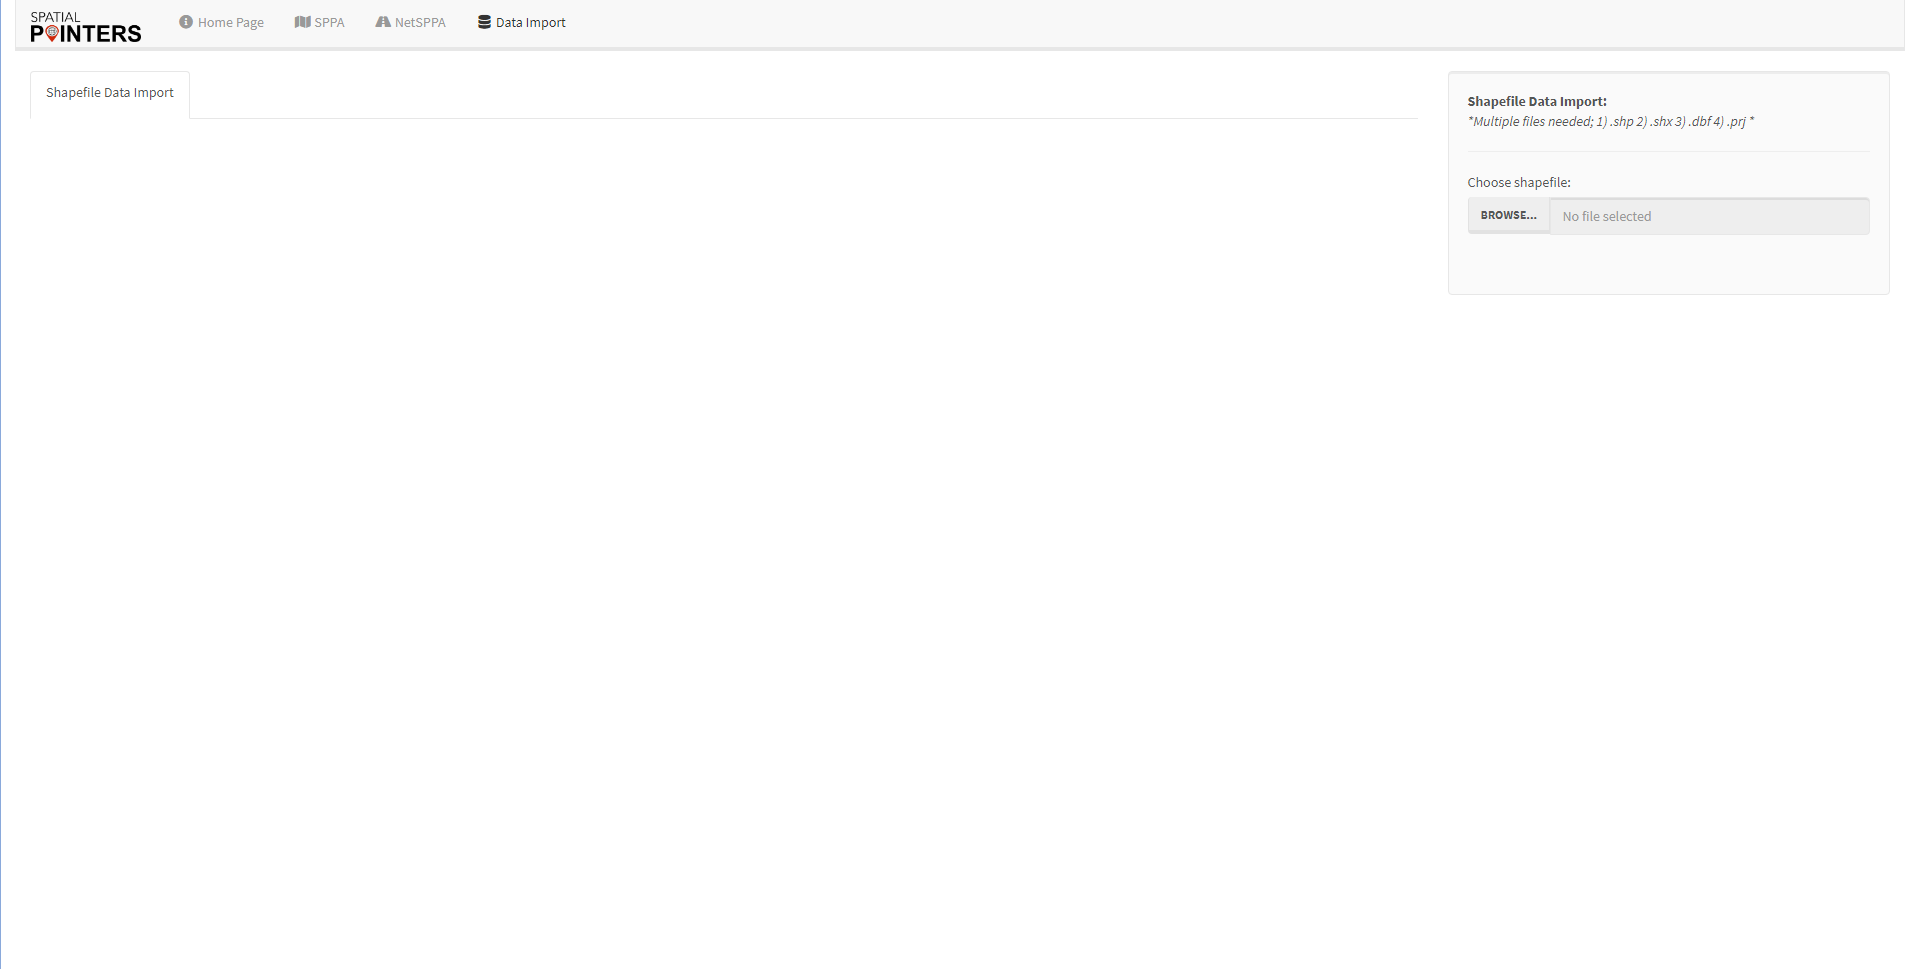 SPATIAL
POINTERS
Home Page
SPPA
NetSPPA
Data Import
Shapefile Data Import
Shapefile Data Import:
*Multiple files needed; 1) .shp 2) .shx 3) .dbf 4) .prj *
Choose shapefile:
BROWSE...
No file selected